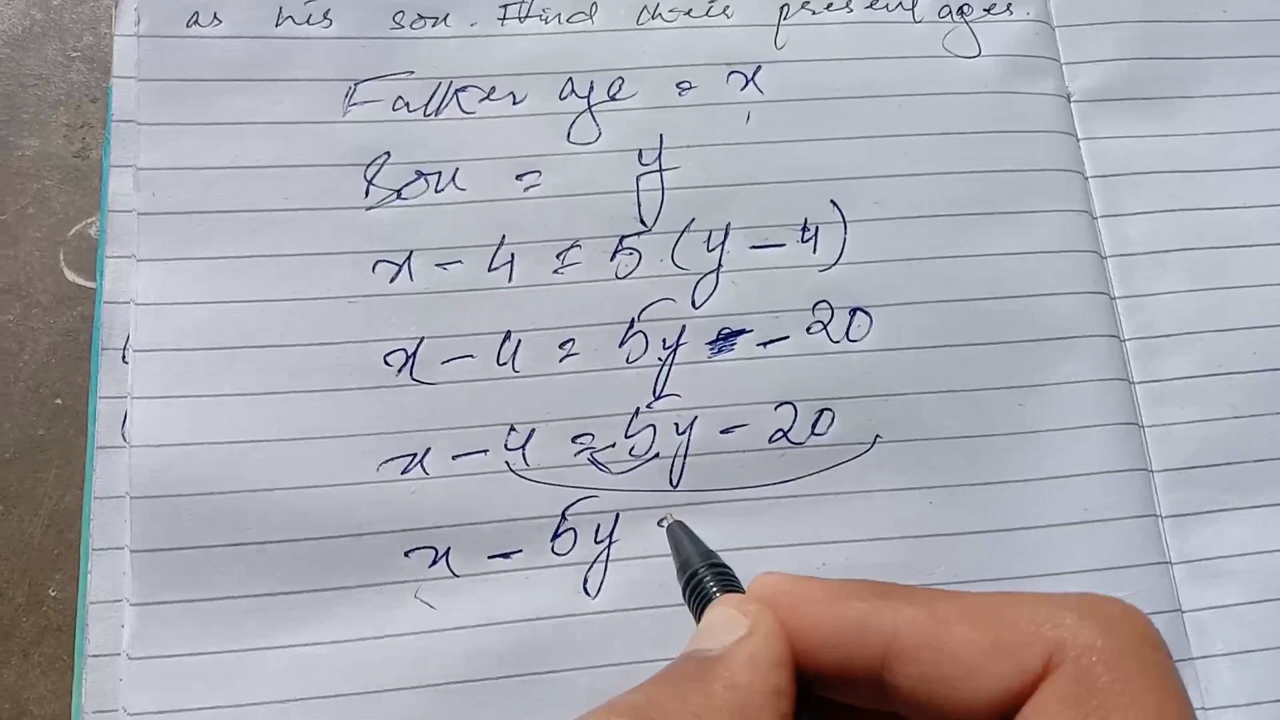 as his son. Find their present ages.
Father age = x
Son = y
x - 4 = 5 (y - 4)
x - 4 = 5y - 20
x - 4 = 5y - 20
x - 5y